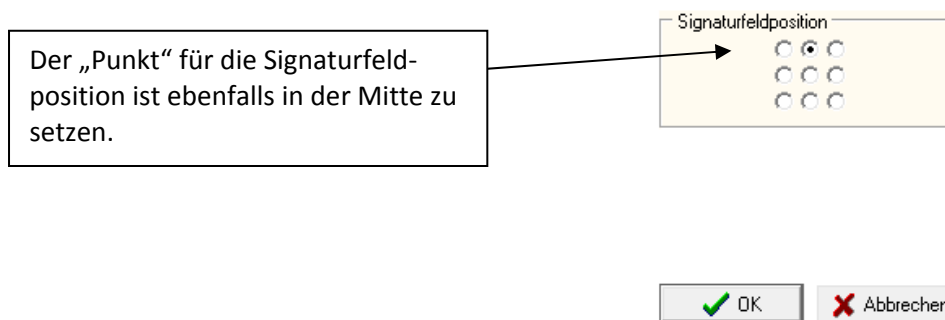 Signaturfeldposition
Der „Punkt“ für die Signaturfeld-
position ist ebenfalls in der Mitte zu
setzen.
OK
Abbrechen